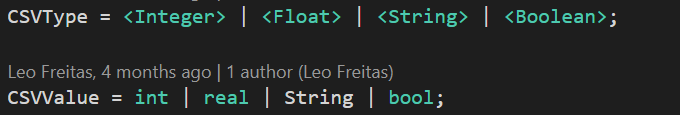 CSVType = <Integer> | <Float> | <String> | <Boolean>;
Leo Freitas, 4 months ago | 1 author (Leo Freitas)
CSVValue = int | real | String | bool;